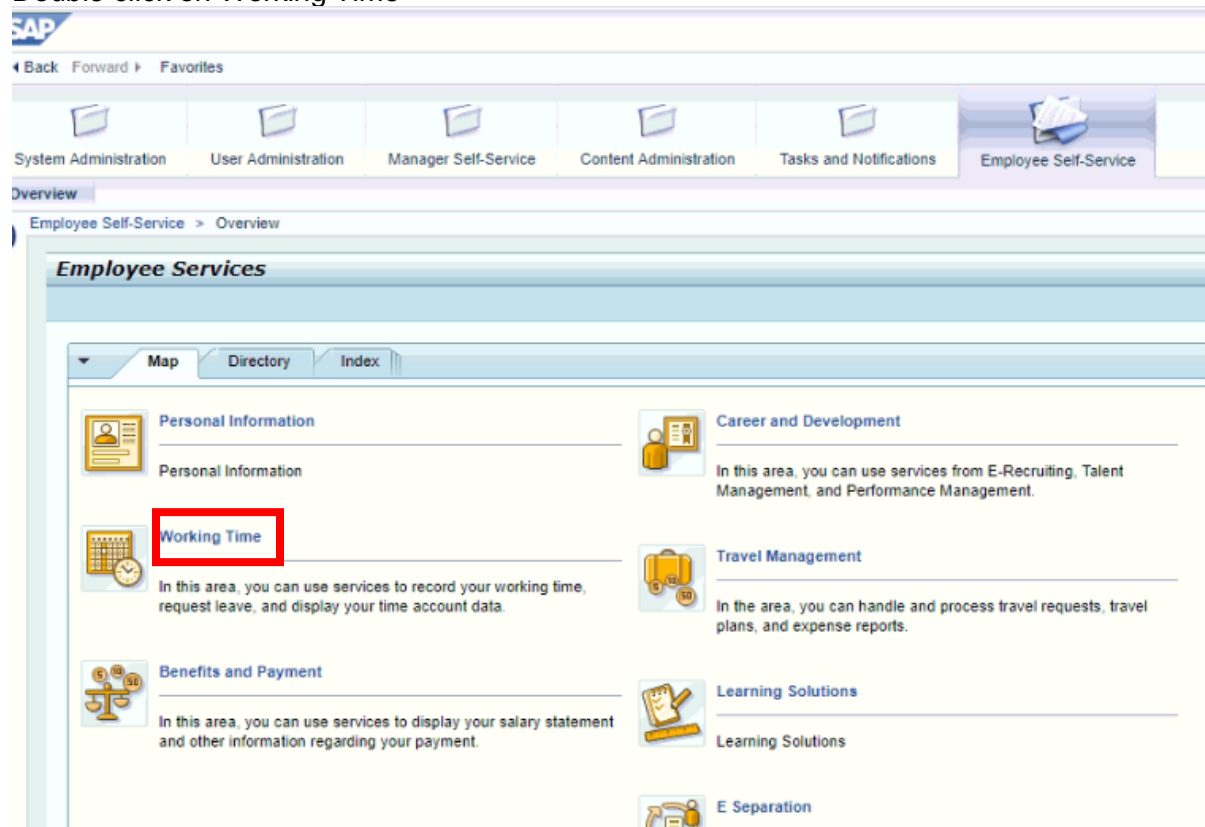 Double click on Working Time
SAP
Back Forward Favorites
System Administration User Administration Manager Self-Service Content Administration Tasks and Notifications Employee Self-Service
Overview
Employee Self-Service > Overview
Employee Services
Map Directory Index
Personal Information
Personal Information
Career and Development
In this area, you can use services from E-Recruiting, Talent
Management, and Performance Management.
Working Time
In this area, you can use services to record your working time,
request leave, and display your time account data.
Travel Management
In the area, you can handle and process travel requests, travel
plans, and expense reports.
Benefits and Payment
In this area, you can use services to display your salary statement
and other information regarding your payment.
Learning Solutions
Learning Solutions
E Separation